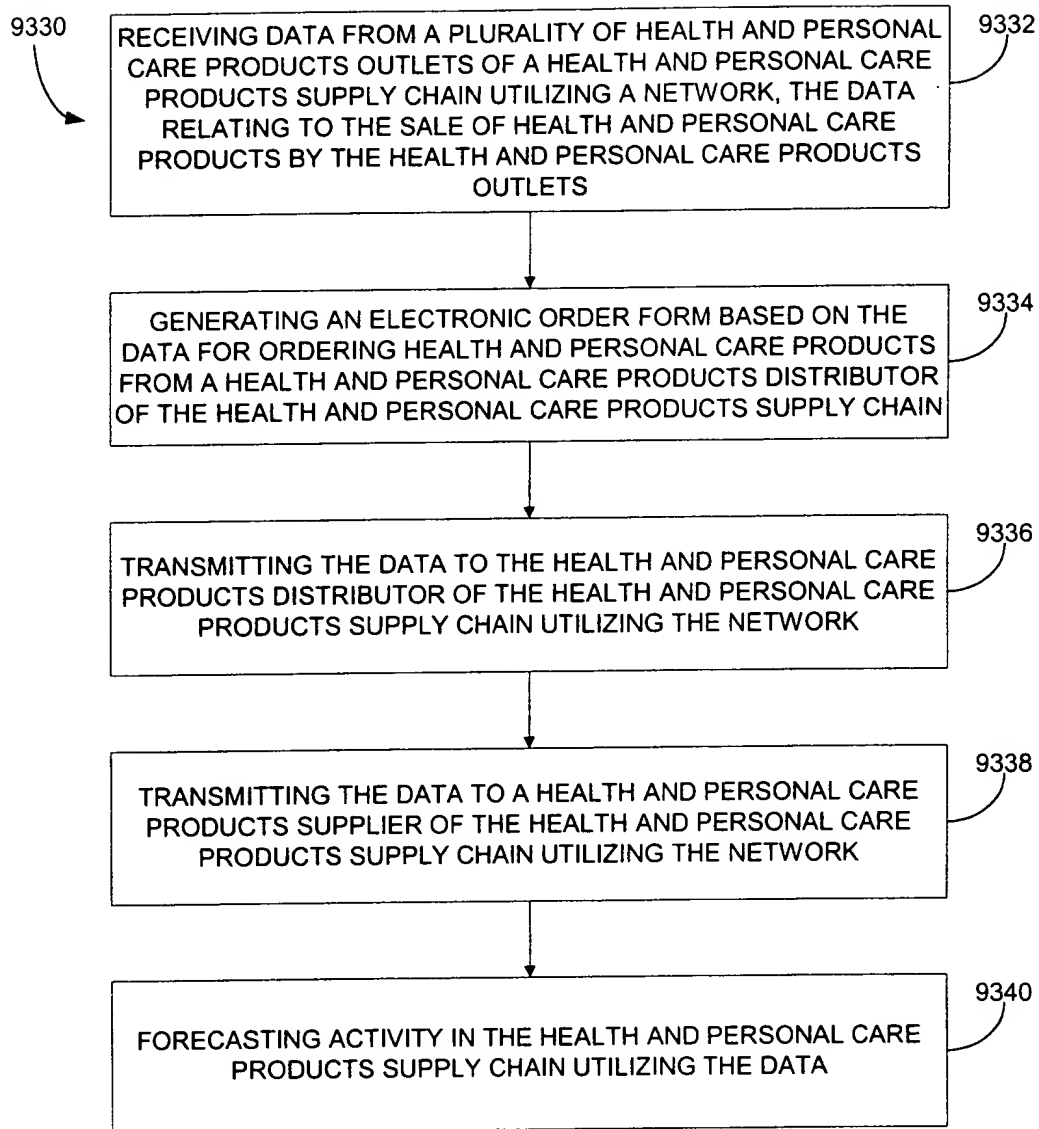 9330
9332
RECEIVING DATA FROM A PLURALITY OF HEALTH AND PERSONAL
CARE PRODUCTS OUTLETS OF A HEALTH AND PERSONAL CARE
PRODUCTS SUPPLY CHAIN UTILIZING A NETWORK, THE DATA
RELATING TO THE SALE OF HEALTH AND PERSONAL CARE
PRODUCTS BY THE HEALTH AND PERSONAL CARE PRODUCTS
OUTLETS
9334
GENERATING AN ELECTRONIC ORDER FORM BASED ON THE
DATA FOR ORDERING HEALTH AND PERSONAL CARE PRODUCTS
FROM A HEALTH AND PERSONAL CARE PRODUCTS DISTRIBUTOR
OF THE HEALTH AND PERSONAL CARE PRODUCTS SUPPLY CHAIN
9336
TRANSMITTING THE DATA TO THE HEALTH AND PERSONAL CARE
PRODUCTS DISTRIBUTOR OF THE HEALTH AND PERSONAL CARE
PRODUCTS SUPPLY CHAIN UTILIZING THE NETWORK
9338
TRANSMITTING THE DATA TO A HEALTH AND PERSONAL CARE
PRODUCTS SUPPLIER OF THE HEALTH AND PERSONAL CARE
PRODUCTS SUPPLY CHAIN UTILIZING THE NETWORK
9340
FORECASTING ACTIVITY IN THE HEALTH AND PERSONAL CARE
PRODUCTS SUPPLY CHAIN UTILIZING THE DATA